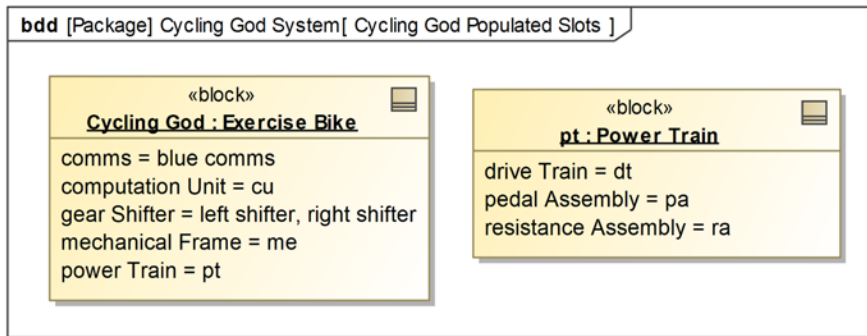 bdd [Package] Cycling God System[ Cycling God Populated Slots ]
«block»
Cycling God : Exercise Bike
comms = blue comms
computation Unit = cu
gear Shifter = left shifter, right shifter
mechanical Frame = me
power Train = pt
«block»
pt : Power Train
drive Train = dt
pedal Assembly = pa
resistance Assembly = ra